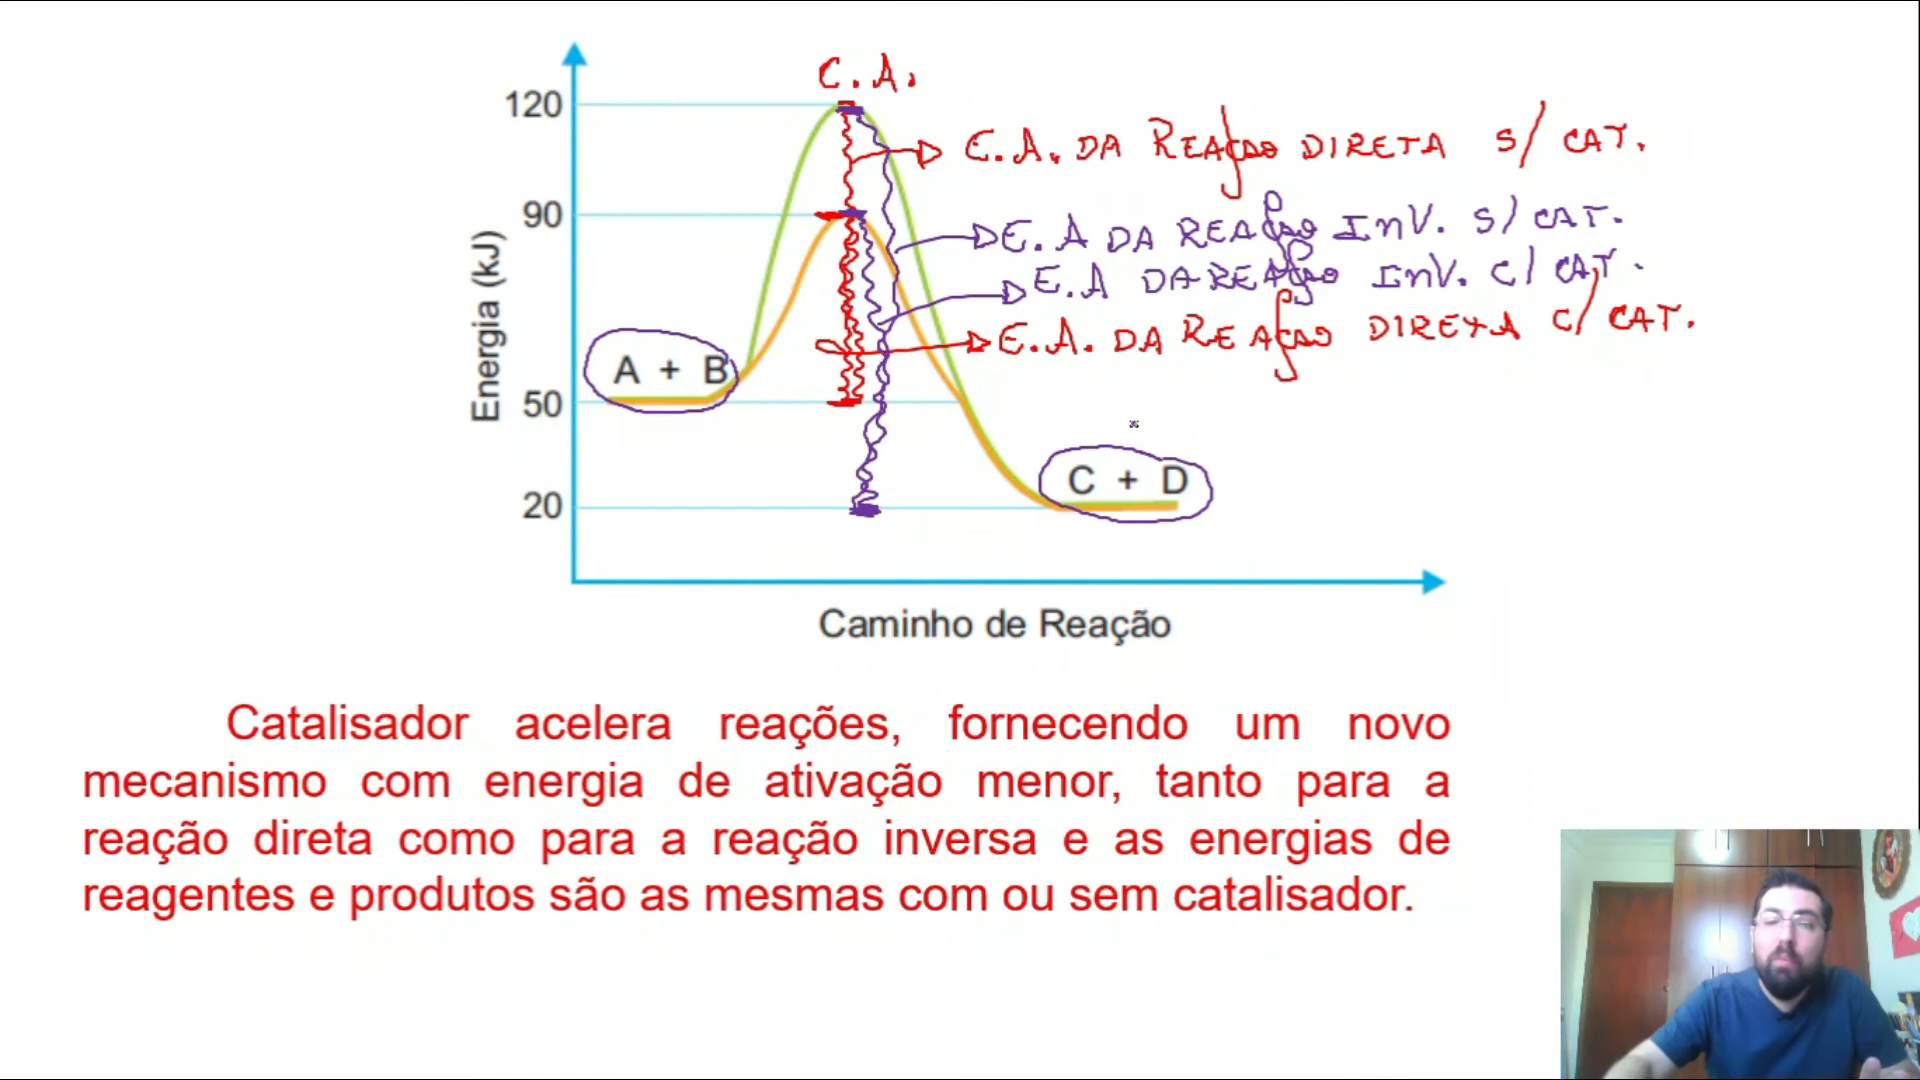 C.A.
120
E.A. DA REAÇÃO DIRETA S/ CAT.
90
E.A DA REAÇÃO INV. S/ CAT.
E.A DA REAÇÃO INV. C/ CAT.
E.A. DA REAÇÃO DIRETA C/ CAT.
Energia (kJ)
A + B
50
C + D
20
Caminho de Reação
Catalisador acelera reações, fornecendo um novo
mecanismo com energia de ativação menor, tanto para a
reação direta como para a reação inversa e as energias de
reagentes e produtos são as mesmas com ou sem catalisador.